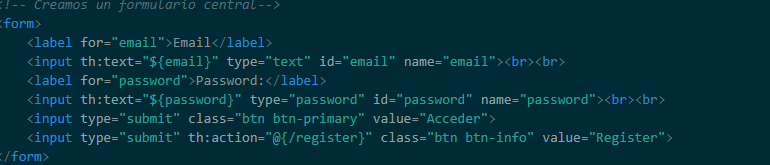 <!-- Creamos un formulario central-->
<form>
<label for="email">Email</label>
<input th:text="${email}" type="text" id="email" name="email"><br><br>
<label for="password">Password:</label>
<input th:text="${password}" type="password" id="password" name="password"><br><br>
<input type="submit" class="btn btn-primary" value="Acceder">
<input type="submit" th:action="@{/register}" class="btn btn-info" value="Register">
</form>